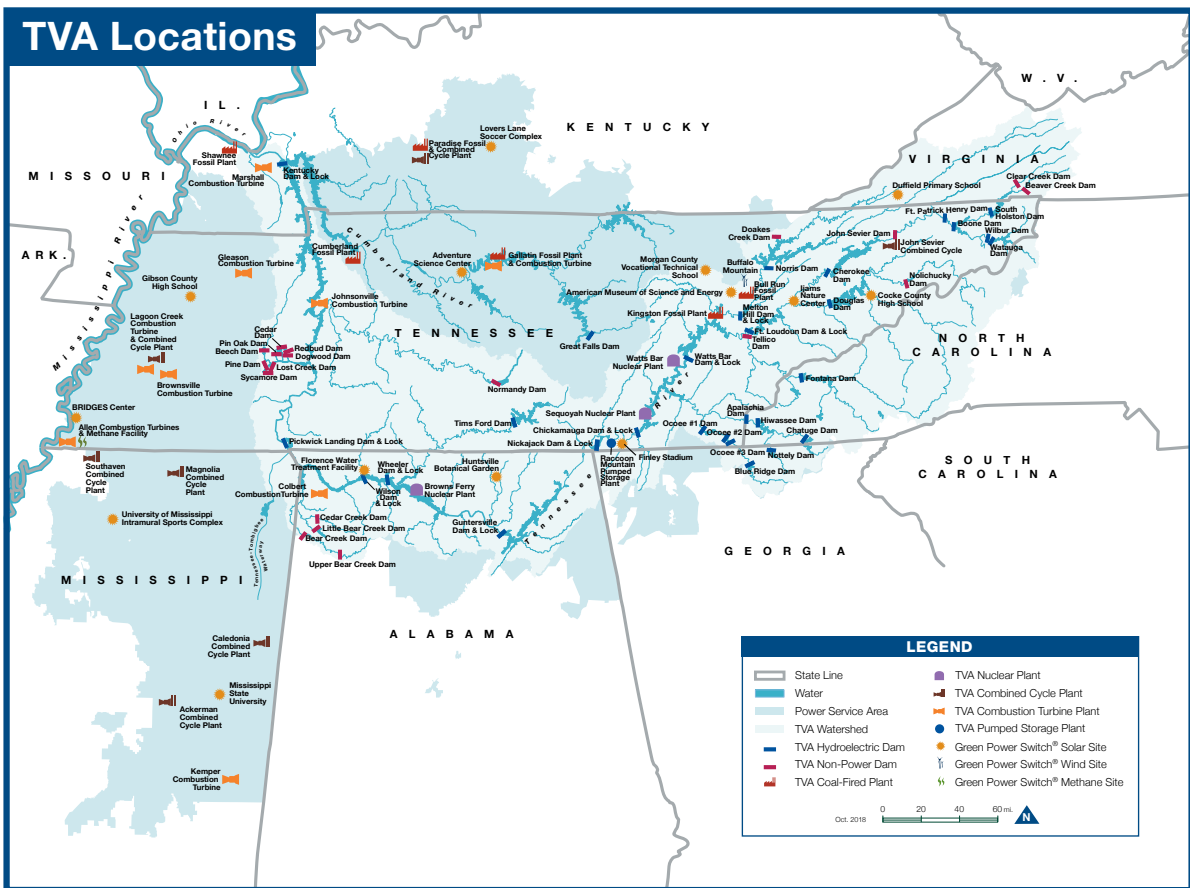 TVA Locations
W. V.
IL.
Ohio River
KENTUCKY
Lovers Lane
Soccer Complex
Paradise Fossil
& Combined
Cycle Plant
Shawnee
Fossil Plant
Marshall
Combustion Turbine
Kentucky
Dam & Lock
MISSOURI
VIRGINIA
Clear Creek Dam
Beaver Creek Dam
Duffield Primary School
Ft. Patrick Henry Dam
South
Holston Dam
Boone Dam
Wilbur Dam
Watauga
Dam
Mississippi River
ARK.
Cumberland
Fossil Plant
Cumberland River
Gleason
Combustion Turbine
Gibson County
High School
Adventure
Science Center
Gallatin Fossil Plant
& Combustion Turbine
Morgan County
Vocational Technical
School
Doakes
Creek Dam
John Sevier Dam
John Sevier
Combined Cycle
Buffalo
Mountain
Norris Dam
Cherokee
Dam
Nolichucky
Dam
Bull Run
Fossil
Plant
American Museum of Science and Energy
Ijams
Nature
Center
Douglas
Dam
Cocke County
High School
Johnsonville
Combustion Turbine
Lagoon Creek
Combustion
Turbine
& Combined
Cycle Plant
Kingston Fossil Plant
Melton
Hill Dam
& Lock
Ft. Loudoun Dam & Lock
Tellico
Dam
TENNESSEE
Great Falls Dam
NORTH
CAROLINA
Cedar
Dam
Pin Oak Dam
Beech Dam
Redbud Dam
Dogwood Dam
Pine Dam
Lost Creek Dam
Sycamore Dam
Watts Bar
Nuclear Plant
Watts Bar
Dam & Lock
Fontana Dam
Brownsville
Combustion Turbine
Normandy Dam
River
BRIDGES Center
Allen Combustion Turbines
& Methane Facility
Tims Ford Dam
Sequoyah Nuclear Plant
Apalachia
Dam
Hiwassee Dam
Chickamauga Dam & Lock
Ocoee #1 Dam
Ocoee #2 Dam
Chatuge Dam
Pickwick Landing Dam & Lock
Nickajack Dam & Lock
Raccoon
Mountain
Pumped
Storage
Plant
Finley Stadium
Ocoee #3 Dam
Nottely Dam
Blue Ridge Dam
SOUTH
CAROLINA
Southaven
Combined
Cycle
Plant
Magnolia
Combined
Cycle
Plant
Florence Water
Treatment Facility
Wheeler
Dam & Lock
Huntsville
Botanical Garden
Colbert
CombustionTurbine
Wilson
Dam
& Lock
Browns Ferry
Nuclear Plant
University of Mississippi
Intramural Sports Complex
Tennessee-Tombigbee
Waterway
Cedar Creek Dam
Little Bear Creek Dam
Bear Creek Dam
Upper Bear Creek Dam
Guntersville
Dam & Lock
Tennessee
GEORGIA
MISSISSIPPI
ALABAMA
Caledonia
Combined
Cycle Plant
Mississippi
State
University
Ackerman
Combined
Cycle Plant
Kemper
Combustion
Turbine
LEGEND
State Line
Water
Power Service Area
TVA Watershed
TVA Hydroelectric Dam
TVA Non-Power Dam
TVA Coal-Fired Plant
TVA Nuclear Plant
TVA Combined Cycle Plant
TVA Combustion Turbine Plant
TVA Pumped Storage Plant
Green Power Switch® Solar Site
Green Power Switch® Wind Site
Green Power Switch® Methane Site
Oct. 2018
0 20 40 60 mi.
N